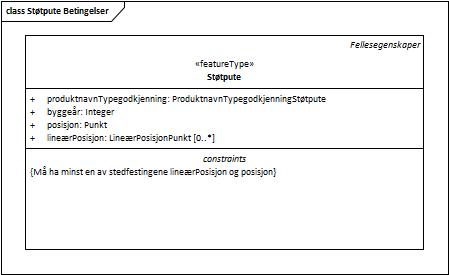 class Støtpute Betingelser
Fellesegenskaper
«featureType»
Støtpute
+ produktnavnTypegodkjenning: ProduktnavnTypegodkjenningStøtpute
+ byggeår: Integer
+ posisjon: Punkt
+ lineærPosisjon: LineærPosisjonPunkt [0..*]
constraints
{Må ha minst en av stedfestingene lineærPosisjon og posisjon}